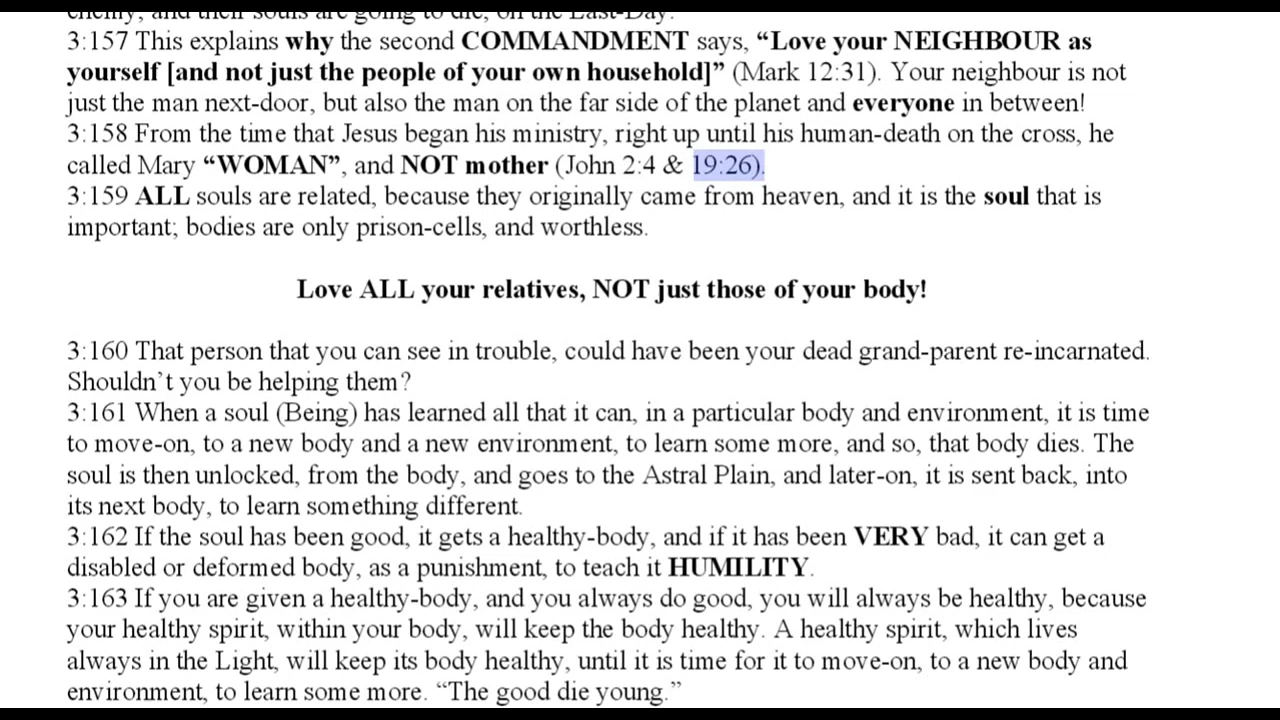 enemy, and their souls are going to die, on the Last-Day.
3:157 This explains why the second COMMANDMENT says, “Love your NEIGHBOUR as
yourself [and not just the people of your own household]” (Mark 12:31). Your neighbour is not
just the man next-door, but also the man on the far side of the planet and everyone in between!
3:158 From the time that Jesus began his ministry, right up until his human-death on the cross, he
called Mary “WOMAN”, and NOT mother (John 2:4 & 19:26).
3:159 ALL souls are related, because they originally came from heaven, and it is the soul that is
important; bodies are only prison-cells, and worthless.
Love ALL your relatives, NOT just those of your body!
3:160 That person that you can see in trouble, could have been your dead grand-parent re-incarnated.
Shouldn’t you be helping them?
3:161 When a soul (Being) has learned all that it can, in a particular body and environment, it is time
to move-on, to a new body and a new environment, to learn some more, and so, that body dies. The
soul is then unlocked, from the body, and goes to the Astral Plain, and later-on, it is sent back, into
its next body, to learn something different.
3:162 If the soul has been good, it gets a healthy-body, and if it has been VERY bad, it can get a
disabled or deformed body, as a punishment, to teach it HUMILITY.
3:163 If you are given a healthy-body, and you always do good, you will always be healthy, because
your healthy spirit, within your body, will keep the body healthy. A healthy spirit, which lives
always in the Light, will keep its body healthy, until it is time for it to move-on, to a new body and
environment, to learn some more. “The good die young.”